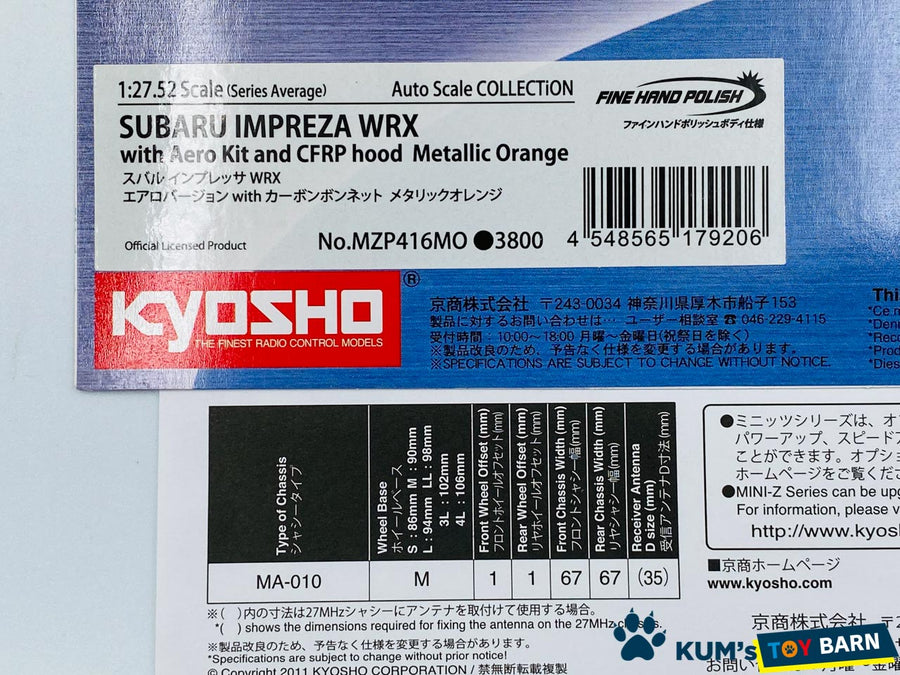 1:27.52 Scale (Series Average) Auto Scale COLLECTiON
FINE HAND POLISH
ファインハンドポリッシュボディ仕様
SUBARU IMPREZA WRX
with Aero Kit and CFRP hood Metallic Orange
スバル インプレッサ WRX
エアロバージョン with カーボンボンネット メタリックオレンジ
Official Licensed Product No.MZP416MO ●3800
4 548565 179206
KYOSHO ®
THE FINEST RADIO CONTROL MODELS
京商株式会社 〒243-0034 神奈川県厚木市船子153
製品に対するお問い合わせは… ユーザー相談室 ☎ 046-229-4115
受付時間：10:00〜18:00 月曜〜金曜日(祝祭日を除く)
※製品改良のため、予告なく仕様を変更する場合があります。
※SPECIFICATIONS ARE SUBJECT TO CHANGE WITHOUT NOTICE.
Thi
*Ce m
*Denn
*Reco
*Prod
*Dies
Type of Chassis
シャシータイプ
Wheel Base
ホイールベース
S : 86mm M : 90mm
L : 94mm LL : 98mm
3L : 102mm
4L : 106mm
Front Wheel Offset (mm)
フロントホイールオフセット(mm)
Rear Wheel Offset (mm)
リヤホイールオフセット(mm)
Front Chassis Width (mm)
フロントシャシー幅(mm)
Rear Chassis Width (mm)
リヤシャシー幅(mm)
Receiver Antenna
D size (mm)
受信アンテナD寸法(mm)
MA-010 M 1 1 67 67 (35)
※( )内の寸法は27MHzシャシーにアンテナを取付けて使用する場合。
*( ) shows the dimensions required for fixing the antenna on the 27MHz chassis.
※製品改良のため、予告なく仕様を変更する場合があります。
*Specifications are subject to change without prior notice!
© Copyright 2011 KYOSHO CORPORATION / 禁無断転載複製
●ミニッツシリーズは、オプ
パワーアップ、スピードア
ことができます。オプショ
ホームページをご覧くださ
●MINI-Z Series can be upg
For information, please v
http://www.kyosh
■京商ホームページ
www.kyosho.com
京商株式会社 〒2
お問い 月曜〜金曜
KUM's TOY BARN